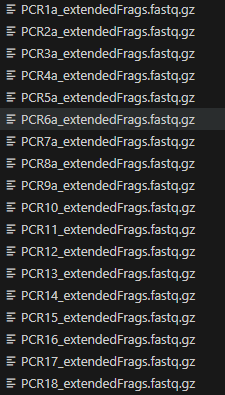 PCR1a_extendedFrags.fastq.gz
PCR2a_extendedFrags.fastq.gz
PCR3a_extendedFrags.fastq.gz
PCR4a_extendedFrags.fastq.gz
PCR5a_extendedFrags.fastq.gz
PCR6a_extendedFrags.fastq.gz
PCR7a_extendedFrags.fastq.gz
PCR8a_extendedFrags.fastq.gz
PCR9a_extendedFrags.fastq.gz
PCR10_extendedFrags.fastq.gz
PCR11_extendedFrags.fastq.gz
PCR12_extendedFrags.fastq.gz
PCR13_extendedFrags.fastq.gz
PCR14_extendedFrags.fastq.gz
PCR15_extendedFrags.fastq.gz
PCR16_extendedFrags.fastq.gz
PCR17_extendedFrags.fastq.gz
PCR18_extendedFrags.fastq.gz